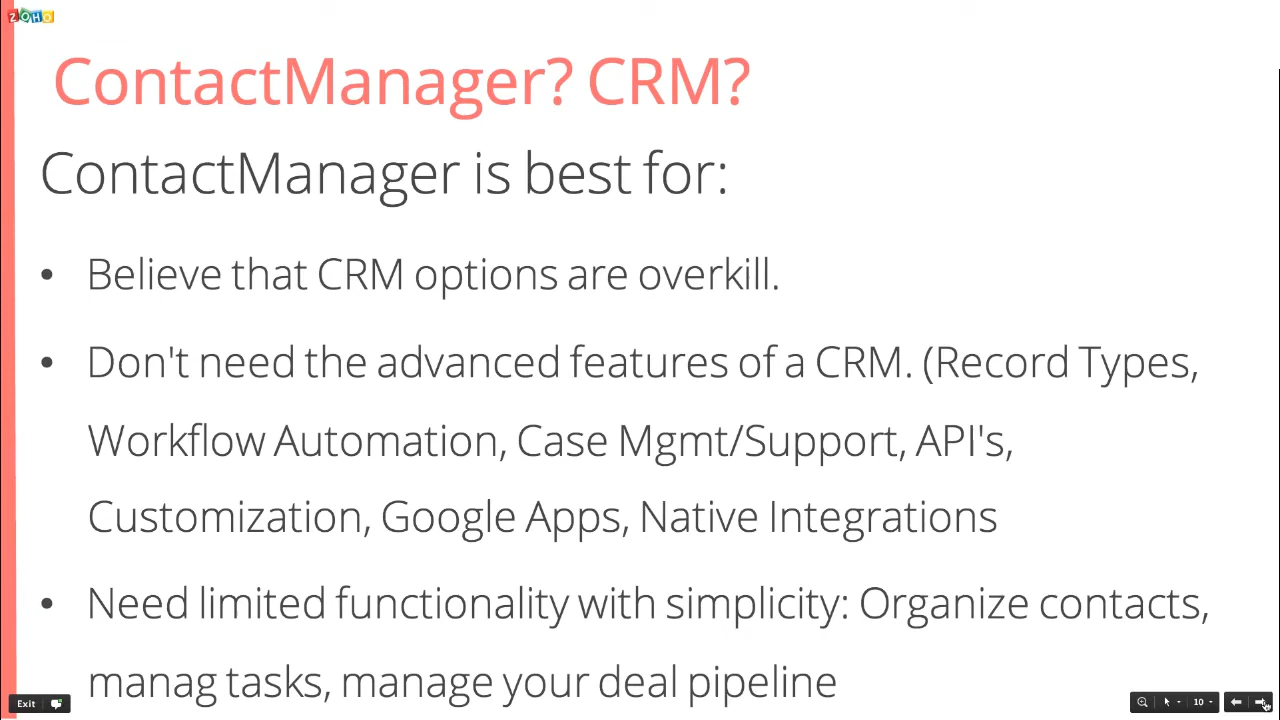 ZOHO
ContactManager? CRM?
ContactManager is best for:
• Believe that CRM options are overkill.
• Don't need the advanced features of a CRM. (Record Types,
Workflow Automation, Case Mgmt/Support, API's,
Customization, Google Apps, Native Integrations
• Need limited functionality with simplicity: Organize contacts,
manag tasks, manage your deal pipeline
Exit
10